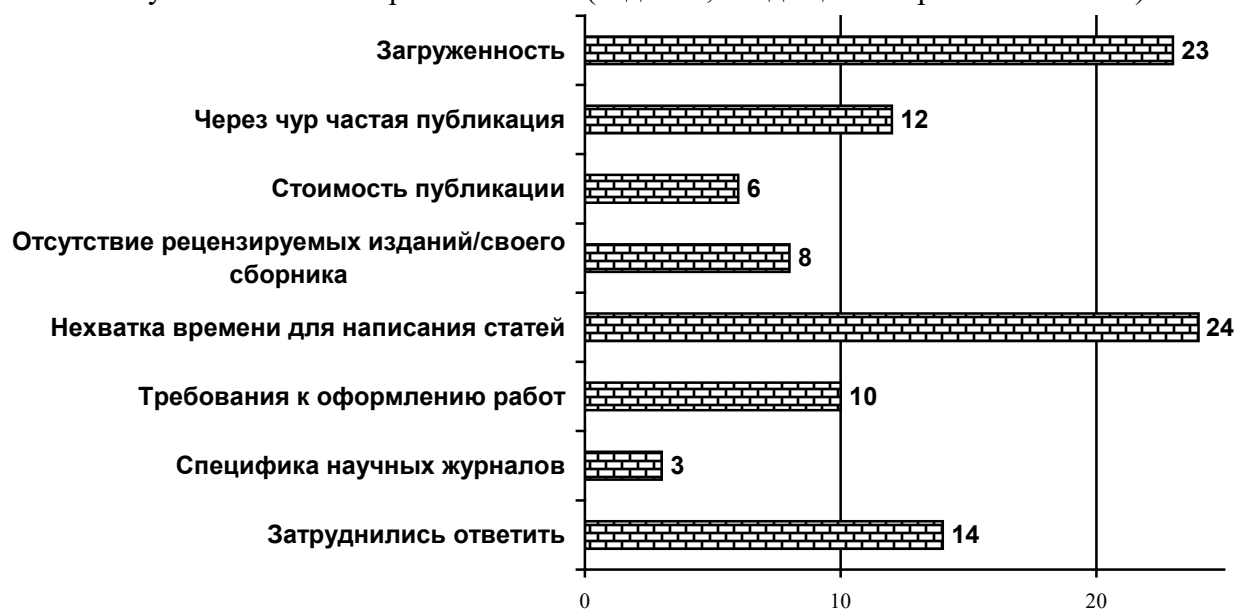 Загруженность
23
Через чур частая публикация
12
Стоимость публикации
6
Отсутствие рецензируемых изданий/своего
сборника
8
Нехватка времени для написания статей
24
Требования к оформлению работ
10
Специфика научных журналов
3
Затруднились ответить
14
0 10 20